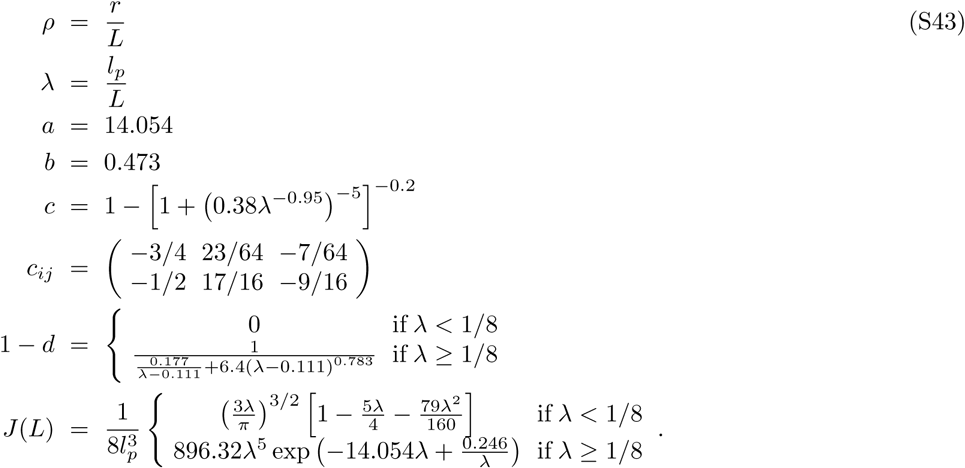 ρ = r/L (S43)
λ = l_p/L
a = 14.054
b = 0.473
c = 1 − [1 + (0.38λ^{−0.95})^{−5}]^{−0.2}
c_{ij} = ( −3/4 23/64 −7/64
−1/2 17/16 −9/16 )
1 − d = { 0 if λ < 1/8
1/(0.177/(λ−0.111) + 6.4(λ−0.111)^{0.783}) if λ ≥ 1/8
J(L) = 1/(8l_p^3) { (3λ/π)^{3/2} [1 − 5λ/4 − 79λ^2/160] if λ < 1/8
896.32λ^5 exp (−14.054λ + 0.246/λ) if λ ≥ 1/8 .